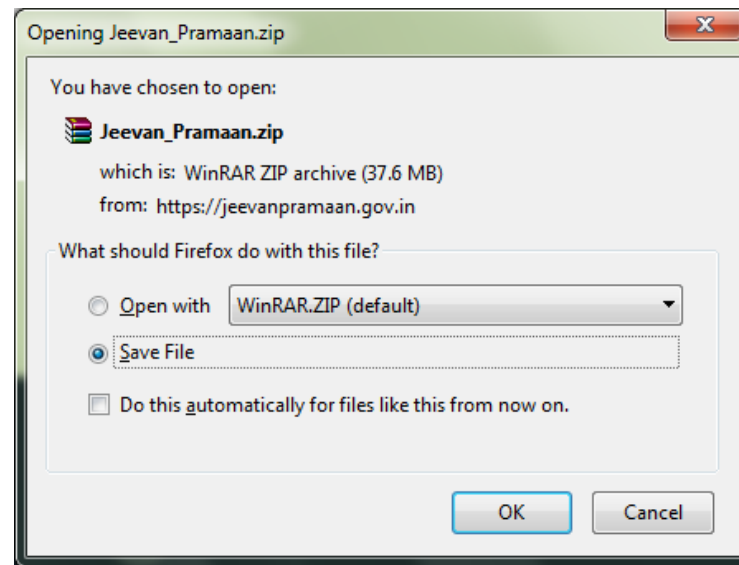 Opening Jeevan_Pramaan.zip
You have chosen to open:
Jeevan_Pramaan.zip
which is: WinRAR ZIP archive (37.6 MB)
from: https://jeevanpramaan.gov.in
What should Firefox do with this file?
Open with WinRAR.ZIP (default)
Save File
Do this automatically for files like this from now on.
OK Cancel